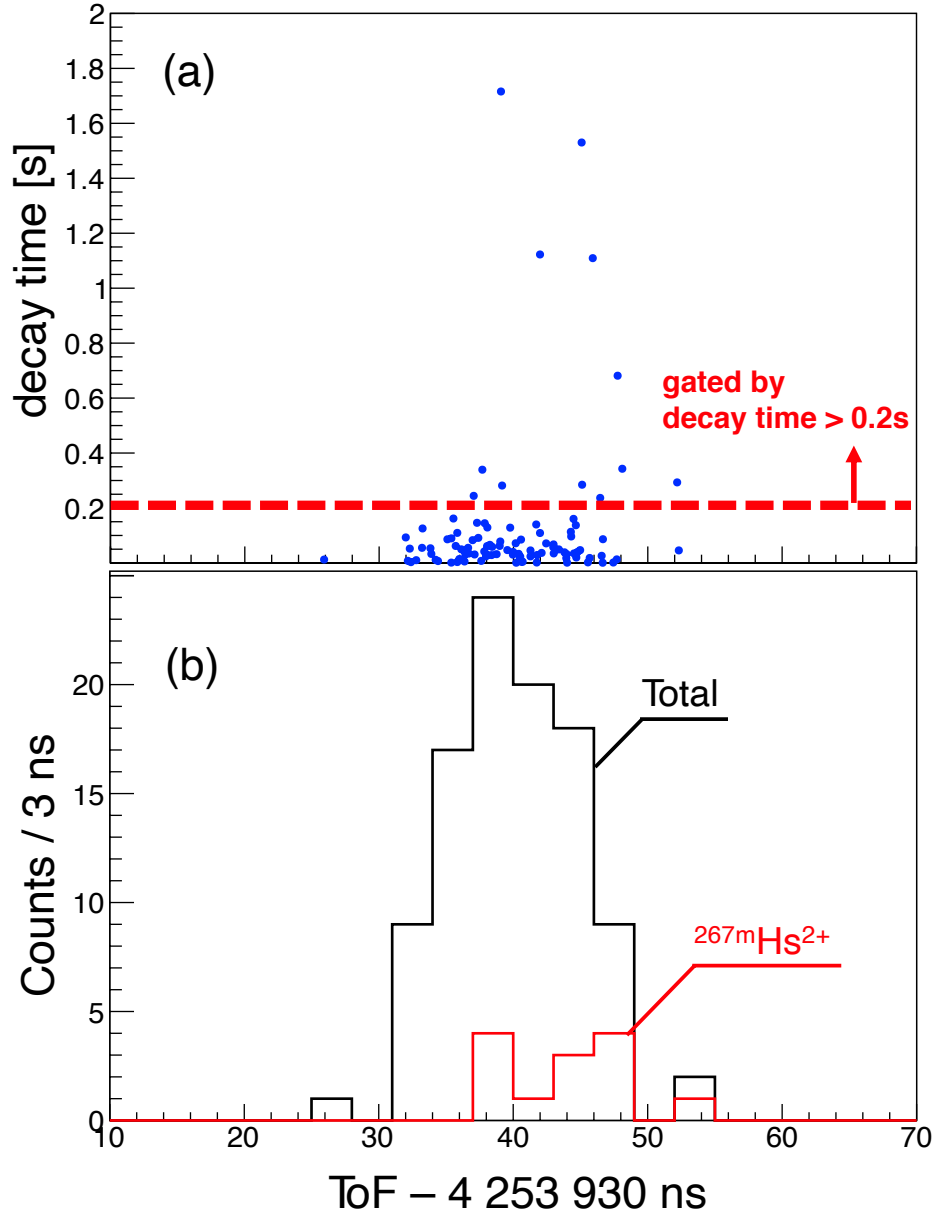 (a)
decay time [s]
2
1.8
1.6
1.4
1.2
1
0.8
0.6
0.4
0.2
gated by
decay time > 0.2s
(b)
Counts / 3 ns
20
15
10
5
0
Total
²⁶⁷ᵐHs²⁺
10 20 30 40 50 60 70
ToF – 4 253 930 ns